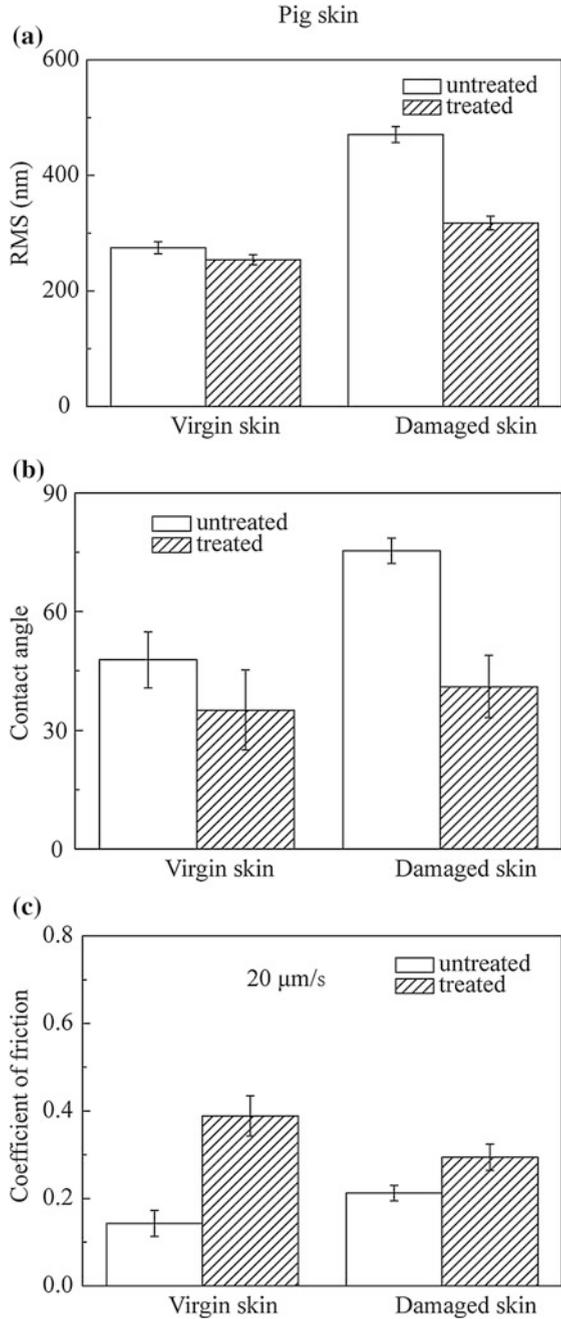 Pig skin
(a)
600
400
200
0
RMS (nm)
untreated
treated
Virgin skin
Damaged skin
(b)
90
60
30
0
Contact angle
untreated
treated
Virgin skin
Damaged skin
(c)
0.8
0.6
0.4
0.2
0.0
Coefficient of friction
20 μm/s
untreated
treated
Virgin skin
Damaged skin